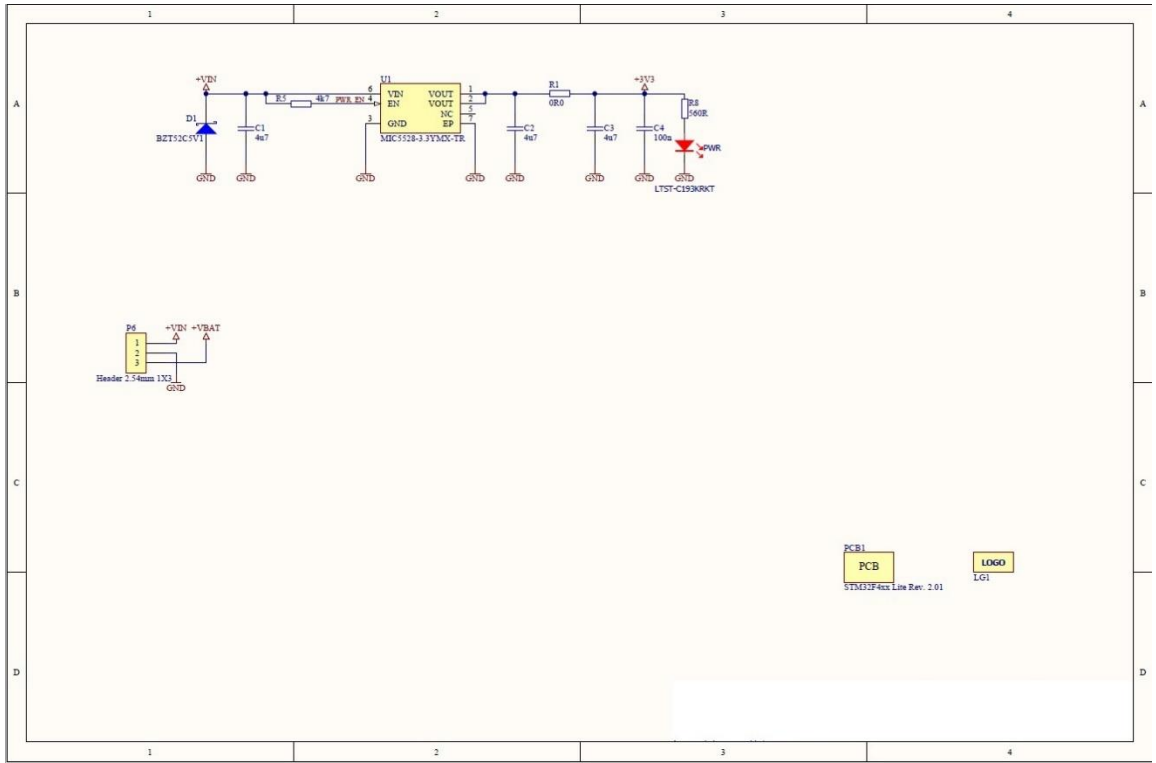 1 2 3 4
A A
+VIN
D1
BZT52C5V1
GND
C1
4u7
GND
R5 4k7 PWR_EN
U1
6 VIN VOUT 1
4 EN VOUT 2
NC 5
3 GND EP 7
MIC5528-3.3YMX-TR
GND
GND
C2
4u7
GND
R1
0R0
C3
4u7
GND
+3V3
C4
100n
GND
R8
560R
PWR
GND
LTST-C193KRKT
B B
P6
+VIN +VBAT
1
2
3
Header 2.54mm 1X3
GND
C C
PCB1
PCB
STM32F4xx Lite Rev. 2.01
LOGO
LG1
D D
1 2 3 4